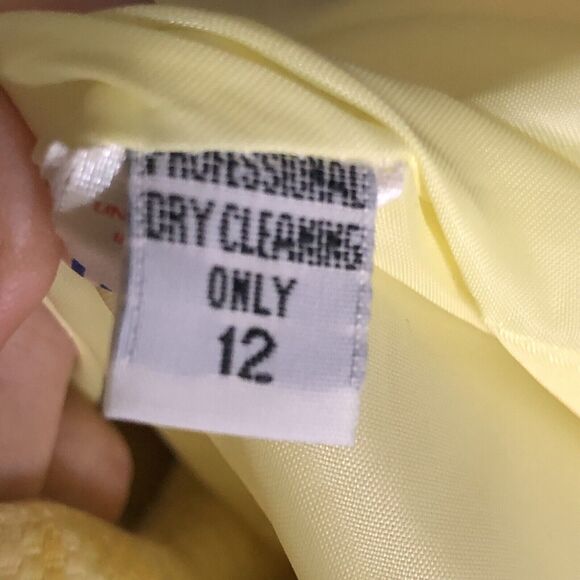 PROFESSIONAL
DRY CLEANING
ONLY
12